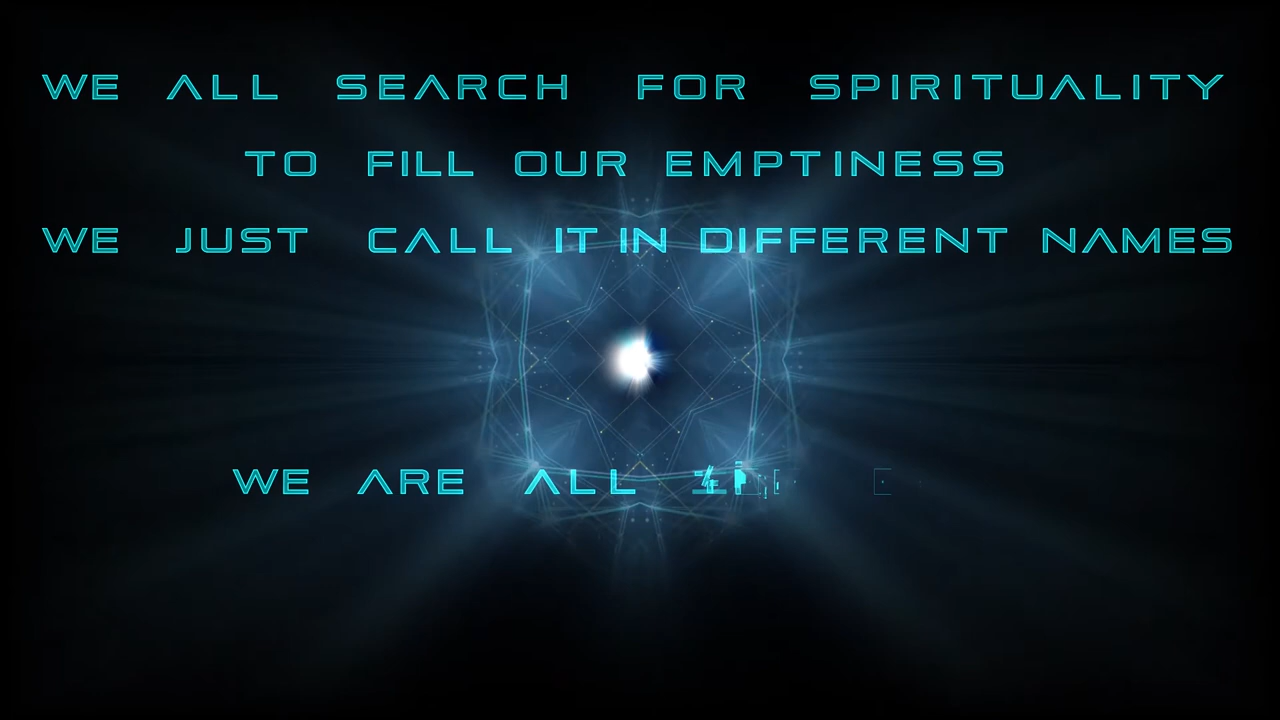 WE ALL SEARCH FOR SPIRITUALITY
TO FILL OUR EMPTINESS
WE JUST CALL IT IN DIFFERENT NAMES
WE ARE ALL